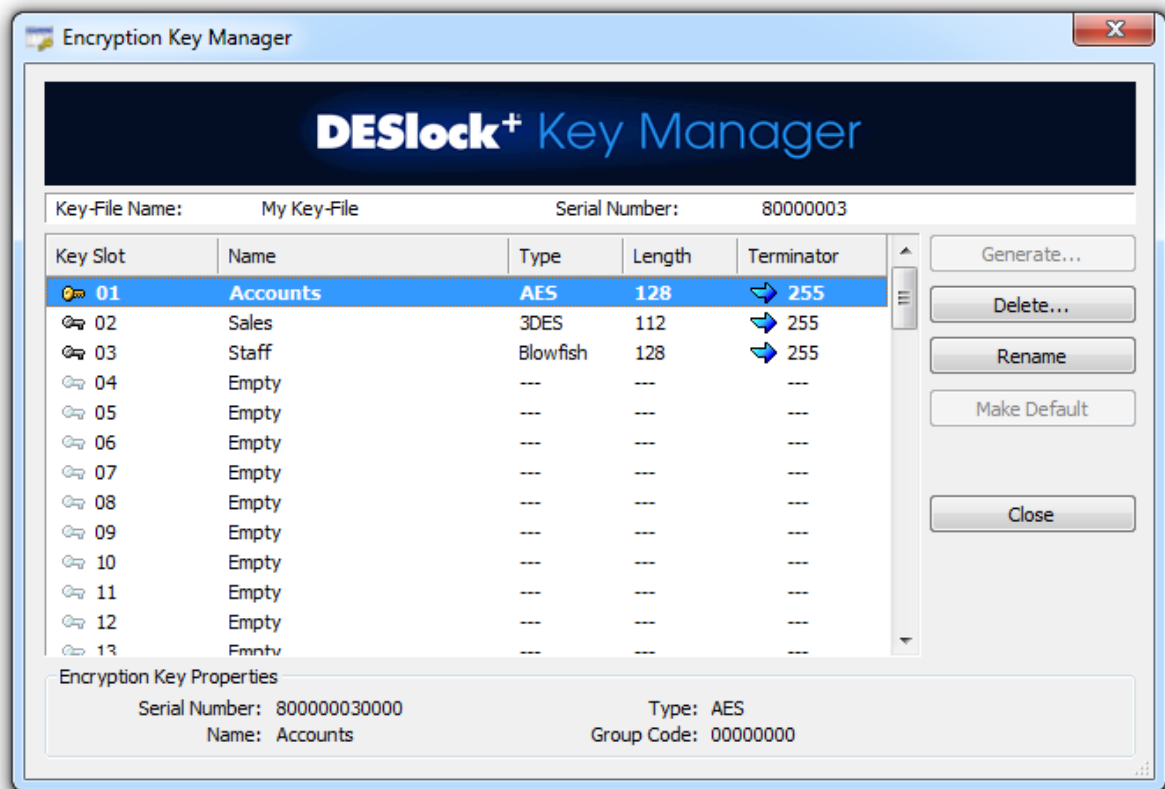 Encryption Key Manager
DESlock+ Key Manager
Key-File Name: My Key-File Serial Number: 80000003
Key Slot Name Type Length Terminator Generate...
01 Accounts AES 128 255 Delete...
02 Sales 3DES 112 255
03 Staff Blowfish 128 255 Rename
04 Empty --- --- ---
05 Empty --- --- --- Make Default
06 Empty --- --- ---
07 Empty --- --- ---
08 Empty --- --- ---
09 Empty --- --- --- Close
10 Empty --- --- ---
11 Empty --- --- ---
12 Empty --- --- ---
13 Empty --- --- ---
Encryption Key Properties
Serial Number: 800000030000 Type: AES
Name: Accounts Group Code: 00000000